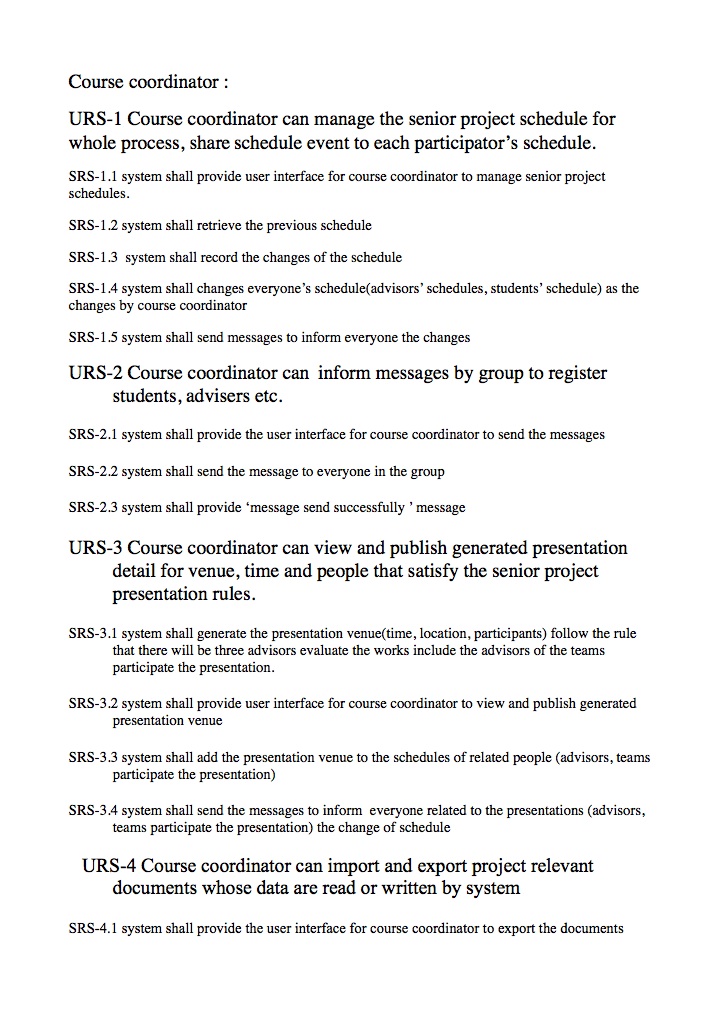 Course coordinator :
URS-1 Course coordinator can manage the senior project schedule for
whole process, share schedule event to each participator’s schedule.
SRS-1.1 system shall provide user interface for course coordinator to manage senior project
schedules.
SRS-1.2 system shall retrieve the previous schedule
SRS-1.3  system shall record the changes of the schedule
SRS-1.4 system shall changes everyone’s schedule(advisors’ schedules, students’ schedule) as the
changes by course coordinator
SRS-1.5 system shall send messages to inform everyone the changes
URS-2 Course coordinator can  inform messages by group to register
students, advisers etc.
SRS-2.1 system shall provide the user interface for course coordinator to send the messages
SRS-2.2 system shall send the message to everyone in the group
SRS-2.3 system shall provide ‘message send successfully ’ message
URS-3 Course coordinator can view and publish generated presentation
detail for venue, time and people that satisfy the senior project
presentation rules.
SRS-3.1 system shall generate the presentation venue(time, location, participants) follow the rule
that there will be three advisors evaluate the works include the advisors of the teams
participate the presentation.
SRS-3.2 system shall provide user interface for course coordinator to view and publish generated
presentation venue
SRS-3.3 system shall add the presentation venue to the schedules of related people (advisors, teams
participate the presentation)
SRS-3.4 system shall send the messages to inform  everyone related to the presentations (advisors,
teams participate the presentation) the change of schedule
URS-4 Course coordinator can import and export project relevant
documents whose data are read or written by system
SRS-4.1 system shall provide the user interface for course coordinator to export the documents